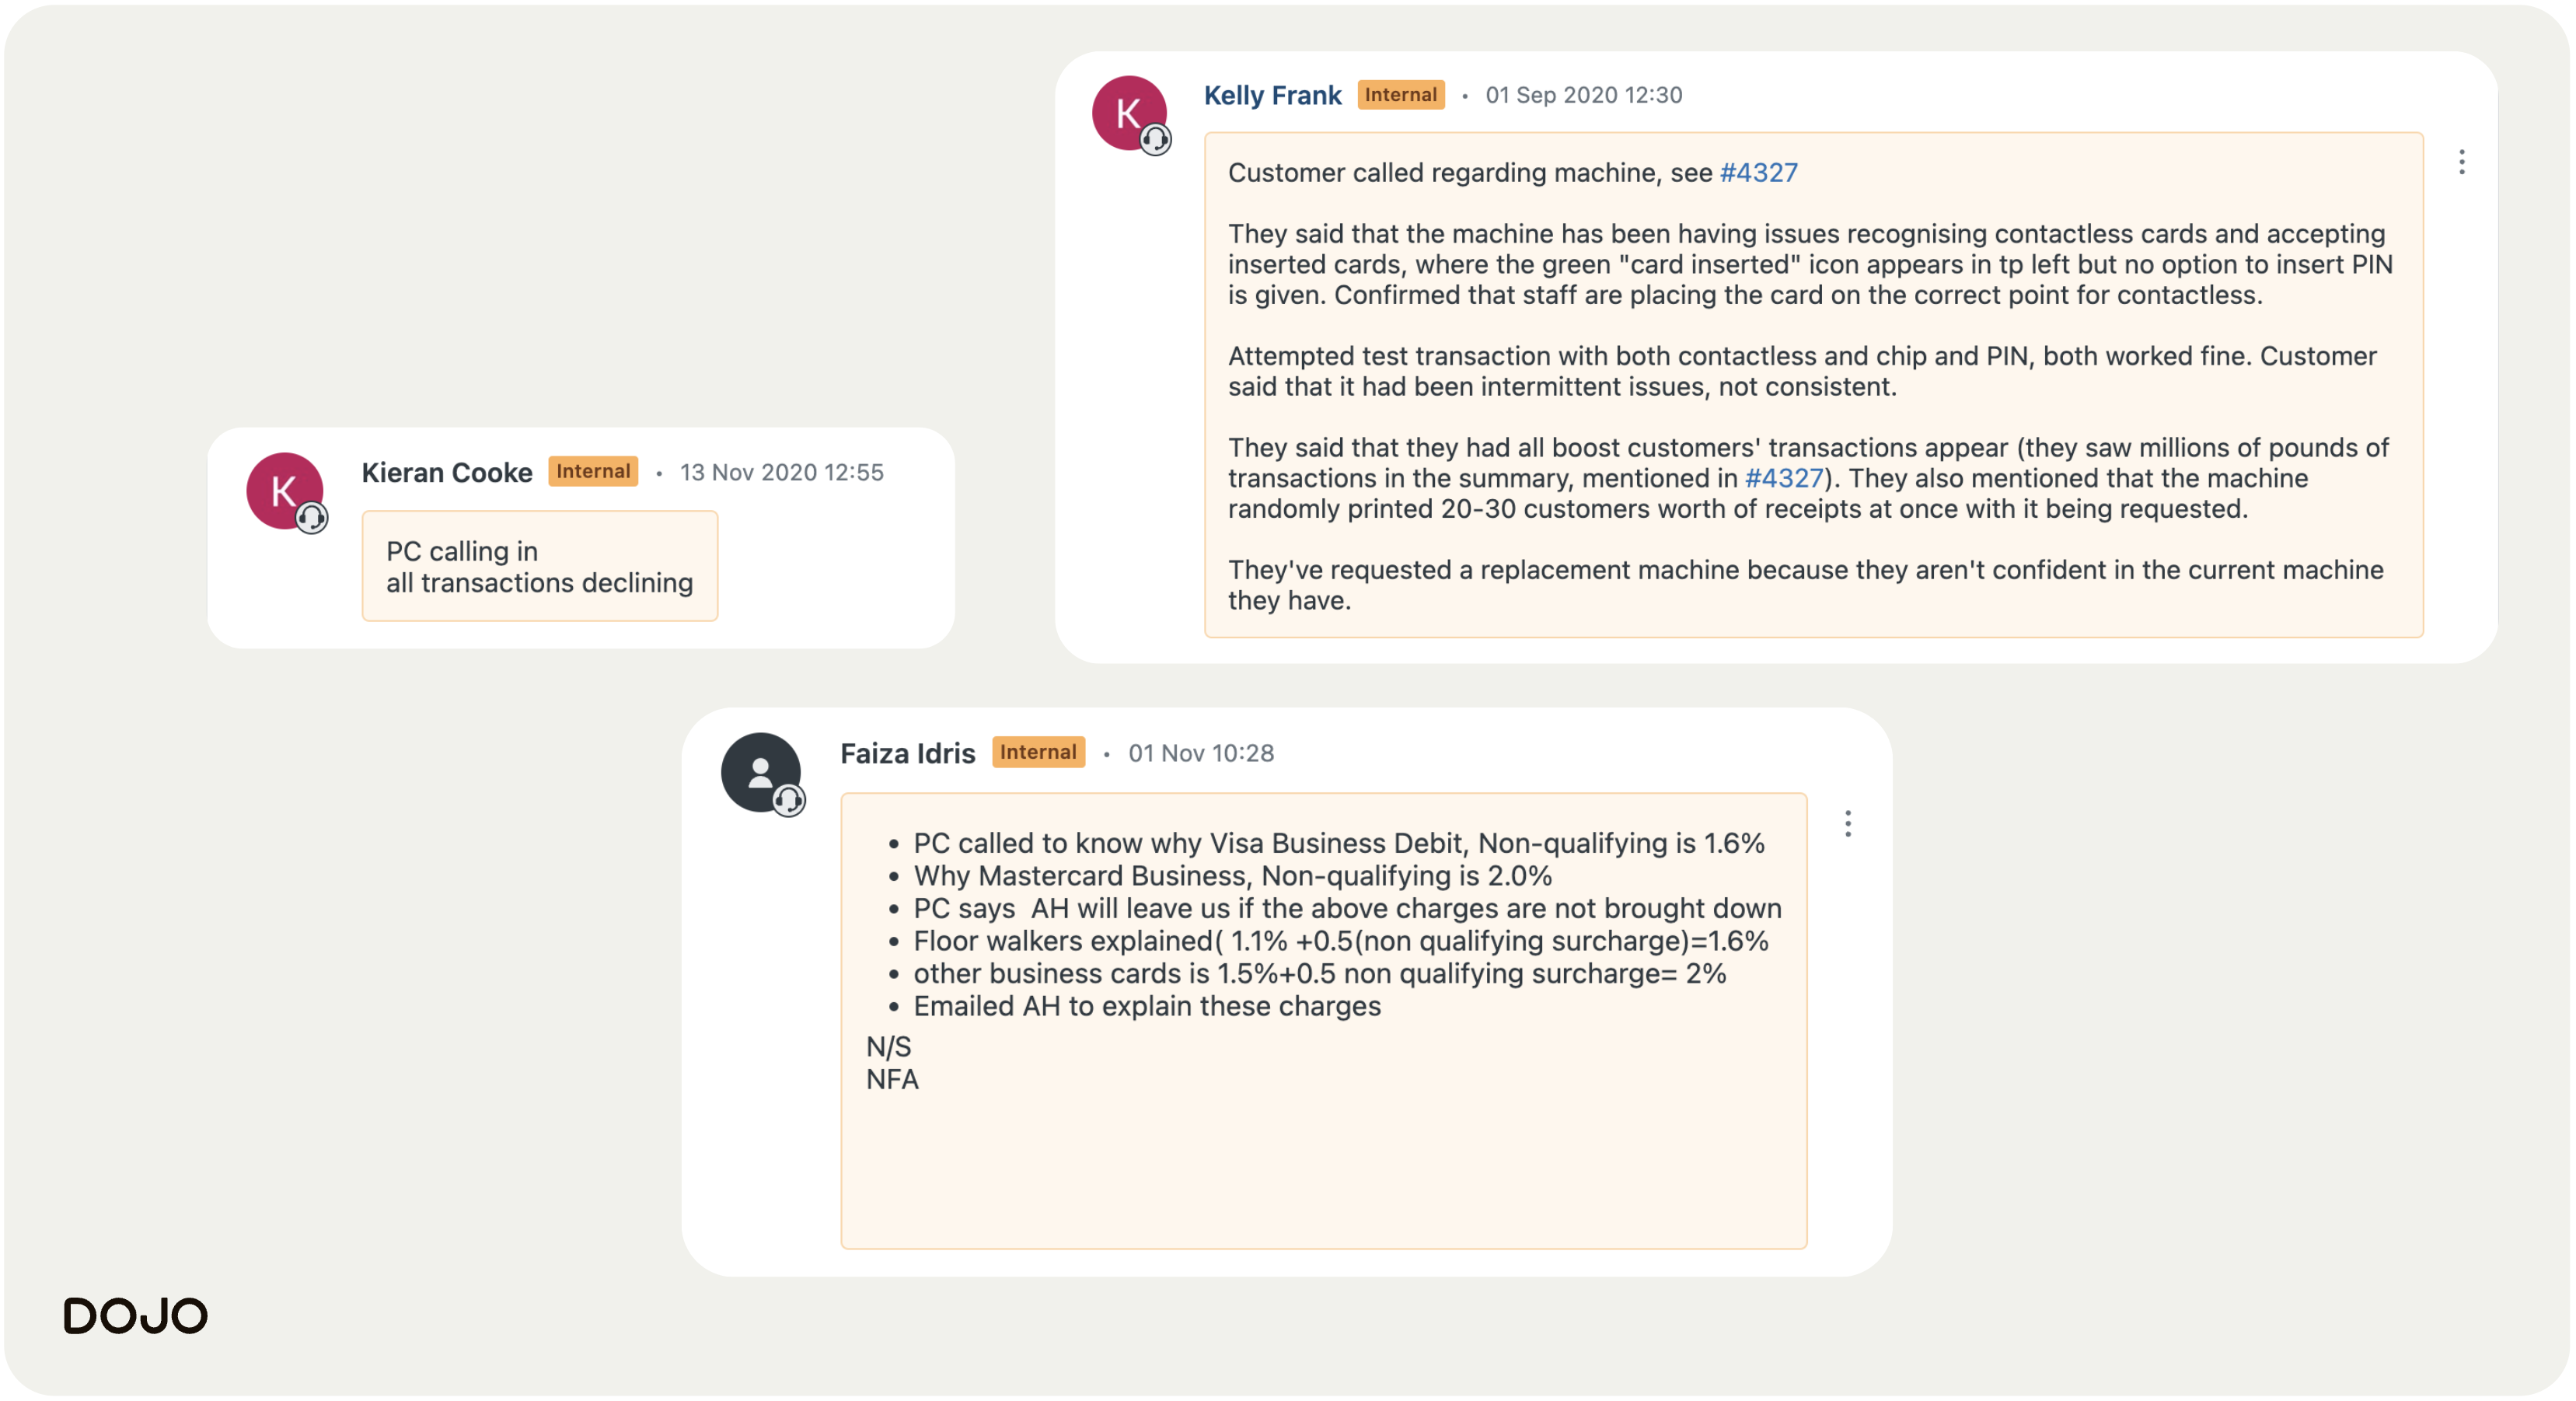 Kelly Frank Internal • 01 Sep 2020 12:30
K
Customer called regarding machine, see #4327
They said that the machine has been having issues recognising contactless cards and accepting
inserted cards, where the green "card inserted" icon appears in tp left but no option to insert PIN
is given. Confirmed that staff are placing the card on the correct point for contactless.
Attempted test transaction with both contactless and chip and PIN, both worked fine. Customer
said that it had been intermittent issues, not consistent.
They said that they had all boost customers' transactions appear (they saw millions of pounds of
transactions in the summary, mentioned in #4327). They also mentioned that the machine
randomly printed 20-30 customers worth of receipts at once with it being requested.
They've requested a replacement machine because they aren't confident in the current machine
they have.
Kieran Cooke Internal • 13 Nov 2020 12:55
K
PC calling in
all transactions declining
Faiza Idris Internal • 01 Nov 10:28
• PC called to know why Visa Business Debit, Non-qualifying is 1.6%
• Why Mastercard Business, Non-qualifying is 2.0%
• PC says  AH will leave us if the above charges are not brought down
• Floor walkers explained( 1.1% +0.5(non qualifying surcharge)=1.6%
• other business cards is 1.5%+0.5 non qualifying surcharge= 2%
• Emailed AH to explain these charges
N/S
NFA
DOJO